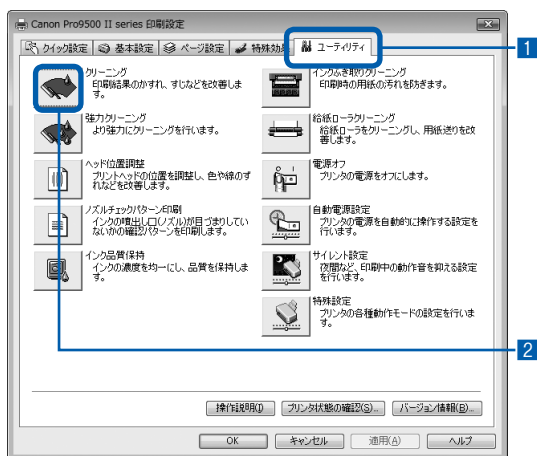 Canon Pro9500 II series 印刷設定
クイック設定 基本設定 ページ設定 特殊効果 ユーティリティ
1
クリーニング
印刷結果のかすれ、すじなどを改善しま
す。
強力クリーニング
より強力にクリーニングを行います。
ヘッド位置調整
プリントヘッドの位置を調整し、色や線のず
れなどを改善します。
ノズルチェックパターン印刷
インクの噴出し口(ノズル)が目づまりしてい
ないかの確認パターンを印刷します。
インク品質保持
インクの濃度を均一にし、品質を保持しま
す。
インクふき取りクリーニング
印刷時の用紙の汚れを防ぎます。
給紙ローラクリーニング
給紙ローラをクリーニングし、用紙送りを改
善します。
電源オフ
プリンタの電源をオフにします。
自動電源設定
プリンタの電源を自動的に操作する設定を
行います。
サイレント設定
夜間など、印刷中の動作音を抑える設定
を行います。
特殊設定
プリンタの各種動作モードの設定を行いま
す。
2
操作説明(I) プリンタ状態の確認(S)... バージョン情報(B)...
OK キャンセル 適用(A) ヘルプ